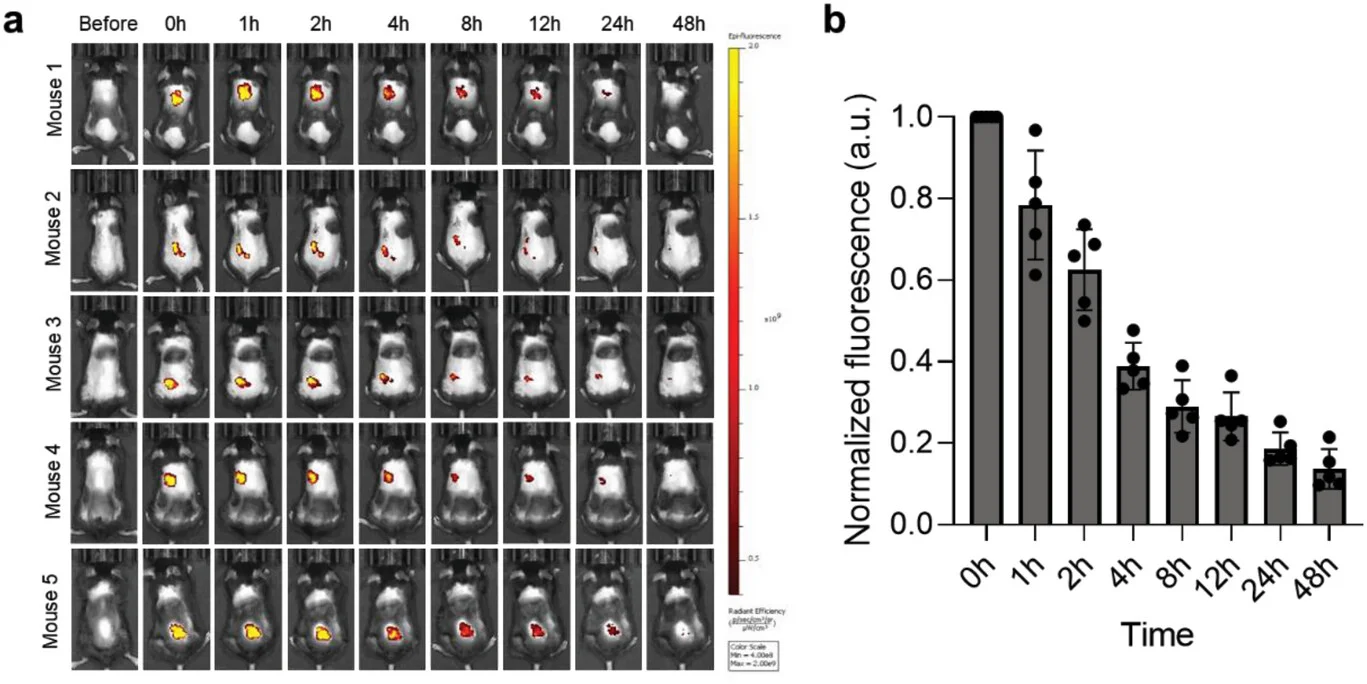 a
Before 0h 1h 2h 4h 8h 12h 24h 48h
Mouse 1
Mouse 2
Mouse 3
Mouse 4
Mouse 5
Epi-fluorescence
2.0
1.5
x10⁹
1.0
0.5
Radiant Efficiency
Color Scale
Min = 4.00e8
Max = 2.00e9
b
Normalized fluorescence (a.u.)
1.0
0.8
0.6
0.4
0.2
0.0
0h 1h 2h 4h 8h 12h 24h 48h
Time